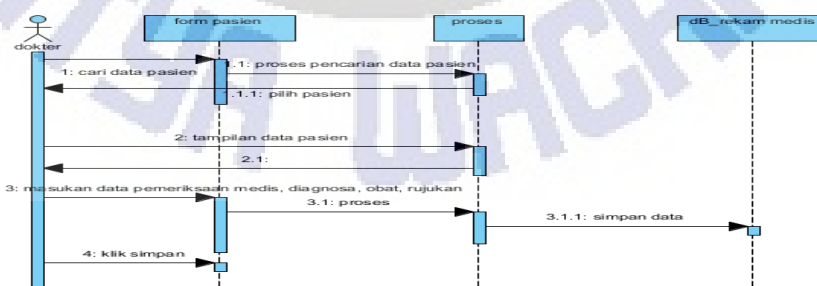 form pasien
proses
dB_rekam medis
dokter
1: cari data pasien
1.1: proses pencarian data pasien
1.1.1: pilih pasien
2: tampilan data pasien
2.1:
3: masukan data pemeriksaan medis, diagnosa, obat, rujukan
3.1: proses
3.1.1: simpan data
4: klik simpan